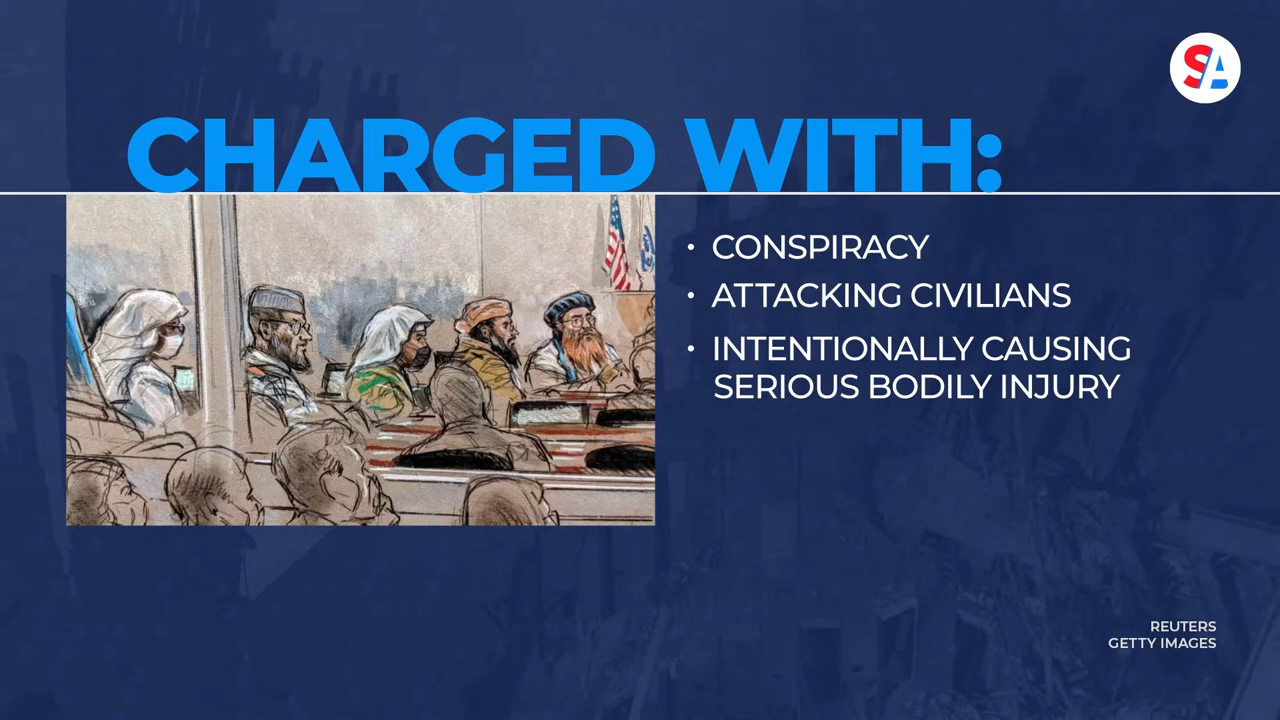 SA
CHARGED WITH:
• CONSPIRACY
• ATTACKING CIVILIANS
• INTENTIONALLY CAUSING
SERIOUS BODILY INJURY
REUTERS
GETTY IMAGES